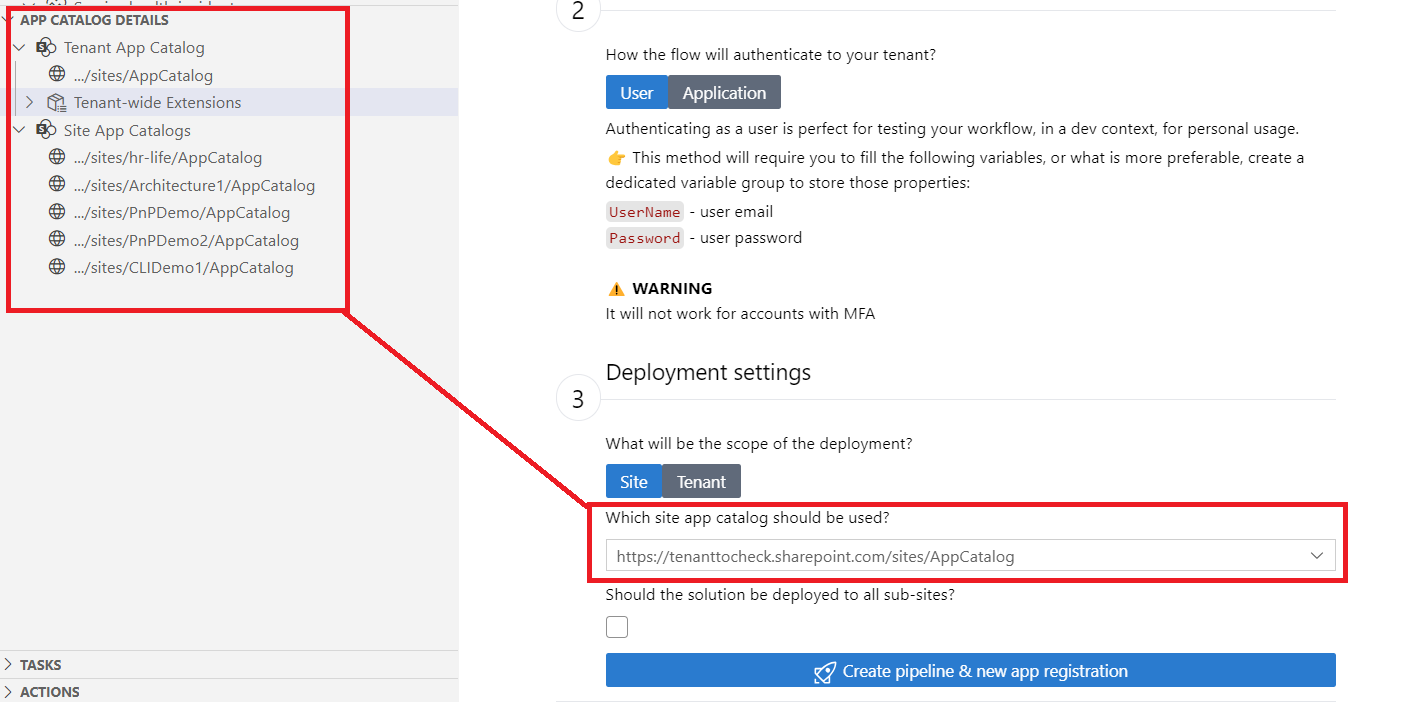 APP CATALOG DETAILS
Tenant App Catalog
.../sites/AppCatalog
Tenant-wide Extensions
Site App Catalogs
.../sites/hr-life/AppCatalog
.../sites/Architecture1/AppCatalog
.../sites/PnPDemo/AppCatalog
.../sites/PnPDemo2/AppCatalog
.../sites/CLIDemo1/AppCatalog
TASKS
ACTIONS
2
How the flow will authenticate to your tenant?
User Application
Authenticating as a user is perfect for testing your workflow, in a dev context, for personal usage.
👉 This method will require you to fill the following variables, or what is more preferable, create a
dedicated variable group to store those properties:
UserName - user email
Password - user password
⚠ WARNING
It will not work for accounts with MFA
Deployment settings
3
What will be the scope of the deployment?
Site Tenant
Which site app catalog should be used?
https://tenanttocheck.sharepoint.com/sites/AppCatalog
Should the solution be deployed to all sub-sites?
Create pipeline & new app registration